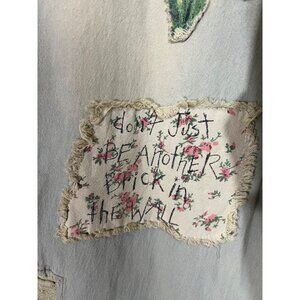 don't Just
BE ANOTHER
Brick in
the WALL